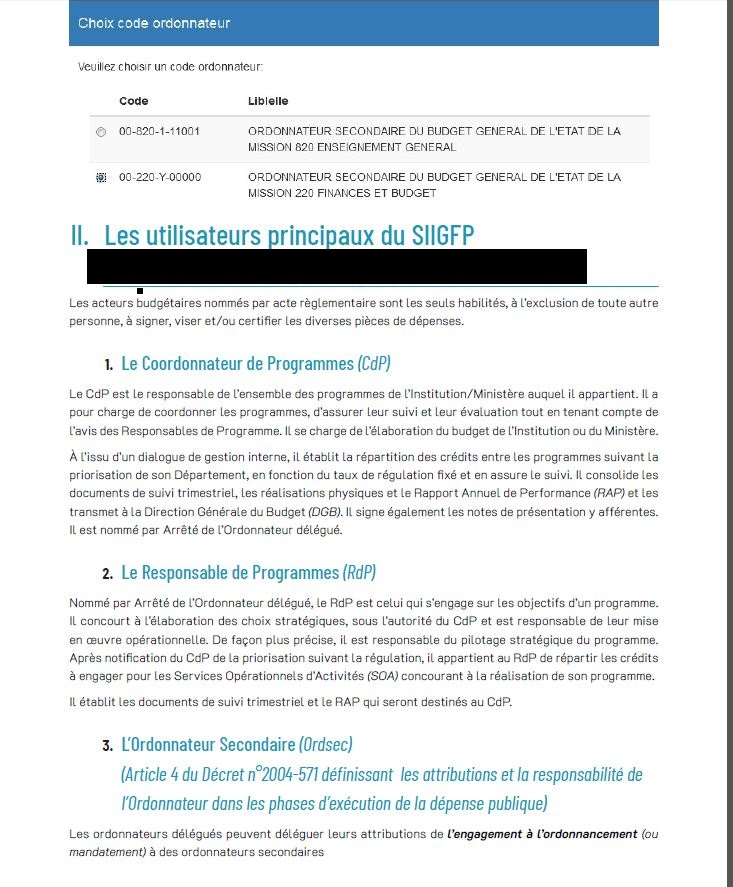 Choix code ordonnateur
Veuillez choisir un code ordonnateur:
Code Liblelle
00-820-1-11001 ORDONNATEUR SECONDAIRE DU BUDGET GENERAL DE L'ETAT DE LA
MISSION 820 ENSEIGNEMENT GENERAL
00-220-Y-00000 ORDONNATEUR SECONDAIRE DU BUDGET GENERAL DE L'ETAT DE LA
MISSION 220 FINANCES ET BUDGET
II. Les utilisateurs principaux du SIIGFP
Les acteurs budgétaires nommés par acte règlementaire sont les seuls habilités, à l'exclusion de toute autre
personne, à signer, viser et/ou certifier les diverses pièces de dépenses.
1. Le Coordonnateur de Programmes (CdP)
Le CdP est le responsable de l'ensemble des programmes de l'Institution/Ministère auquel il appartient. Il a
pour charge de coordonner les programmes, d'assurer leur suivi et leur évaluation tout en tenant compte de
l'avis des Responsables de Programme. Il se charge de l'élaboration du budget de l'Institution ou du Ministère.
À l'issu d'un dialogue de gestion interne, il établit la répartition des crédits entre les programmes suivant la
priorisation de son Département, en fonction du taux de régulation fixé et en assure le suivi. Il consolide les
documents de suivi trimestriel, les réalisations physiques et le Rapport Annuel de Performance (RAP) et les
transmet à la Direction Générale du Budget (DGB). Il signe également les notes de présentation y afférentes.
Il est nommé par Arrêté de l'Ordonnateur délégué.
2. Le Responsable de Programmes (RdP)
Nommé par Arrêté de l'Ordonnateur délégué, le RdP est celui qui s'engage sur les objectifs d'un programme.
Il concourt à l'élaboration des choix stratégiques, sous l'autorité du CdP et est responsable de leur mise
en œuvre opérationnelle. De façon plus précise, il est responsable du pilotage stratégique du programme.
Après notification du CdP de la priorisation suivant la régulation, il appartient au RdP de répartir les crédits
à engager pour les Services Opérationnels d'Activités (SOA) concourant à la réalisation de son programme.
Il établit les documents de suivi trimestriel et le RAP qui seront destinés au CdP.
3. L'Ordonnateur Secondaire (Ordsec)
(Article 4 du Décret n°2004-571 définissant les attributions et la responsabilité de
l'Ordonnateur dans les phases d'exécution de la dépense publique)
Les ordonnateurs délégués peuvent déléguer leurs attributions de l'engagement à l'ordonnancement (ou
mandatement) à des ordonnateurs secondaires